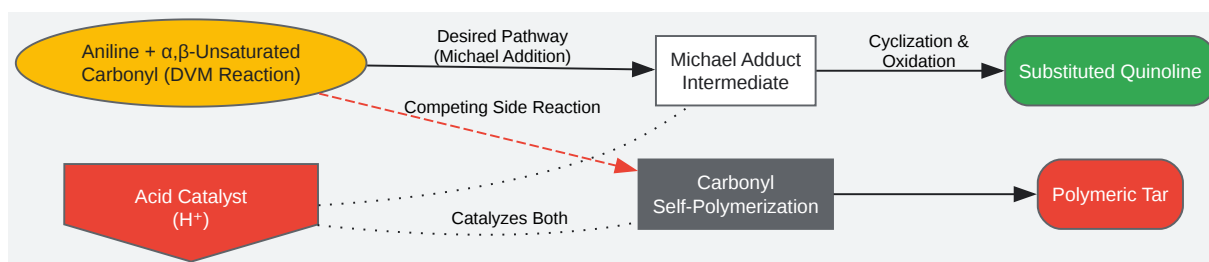 Aniline + α,β-Unsaturated
Carbonyl (DVM Reaction)
Desired Pathway
(Michael Addition)
Michael Adduct
Intermediate
Cyclization &
Oxidation
Substituted Quinoline
Competing Side Reaction
Acid Catalyst
(H⁺)
Catalyzes Both
Carbonyl
Self-Polymerization
Polymeric Tar